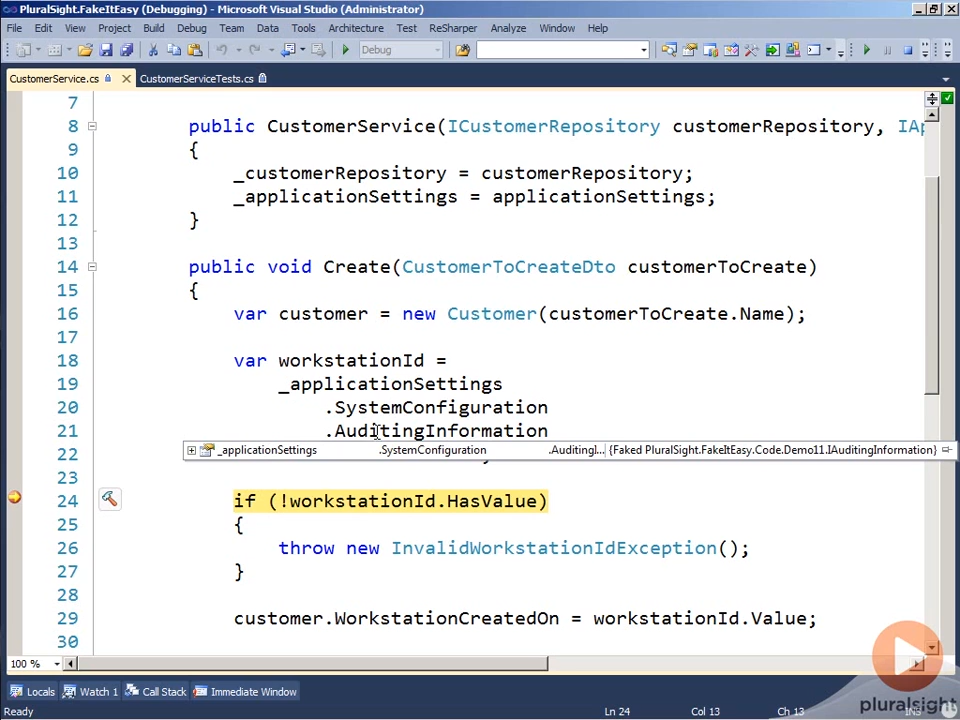 PluralSight.FakeItEasy (Debugging) - Microsoft Visual Studio (Administrator)
File Edit View Project Build Debug Team Data Tools Architecture Test ReSharper Analyze Window Help
Debug
CustomerService.cs CustomerServiceTests.cs
7
8 public CustomerService(ICustomerRepository customerRepository, IAp
9 {
10 _customerRepository = customerRepository;
11 _applicationSettings = applicationSettings;
12 }
13
14 public void Create(CustomerToCreateDto customerToCreate)
15 {
16 var customer = new Customer(customerToCreate.Name);
17
18 var workstationId =
19 _applicationSettings
20 .SystemConfiguration
21 .AuditingInformation
_applicationSettings .SystemConfiguration .AuditingI... {Faked PluralSight.FakeItEasy.Code.Demo11.IAuditingInformation}
22
23
24 if (!workstationId.HasValue)
25 {
26 throw new InvalidWorkstationIdException();
27 }
28
29 customer.WorkstationCreatedOn = workstationId.Value;
30
100 %
Locals Watch 1 Call Stack Immediate Window
Ready Ln 24 Col 13 Ch 13 INS
pluralsight